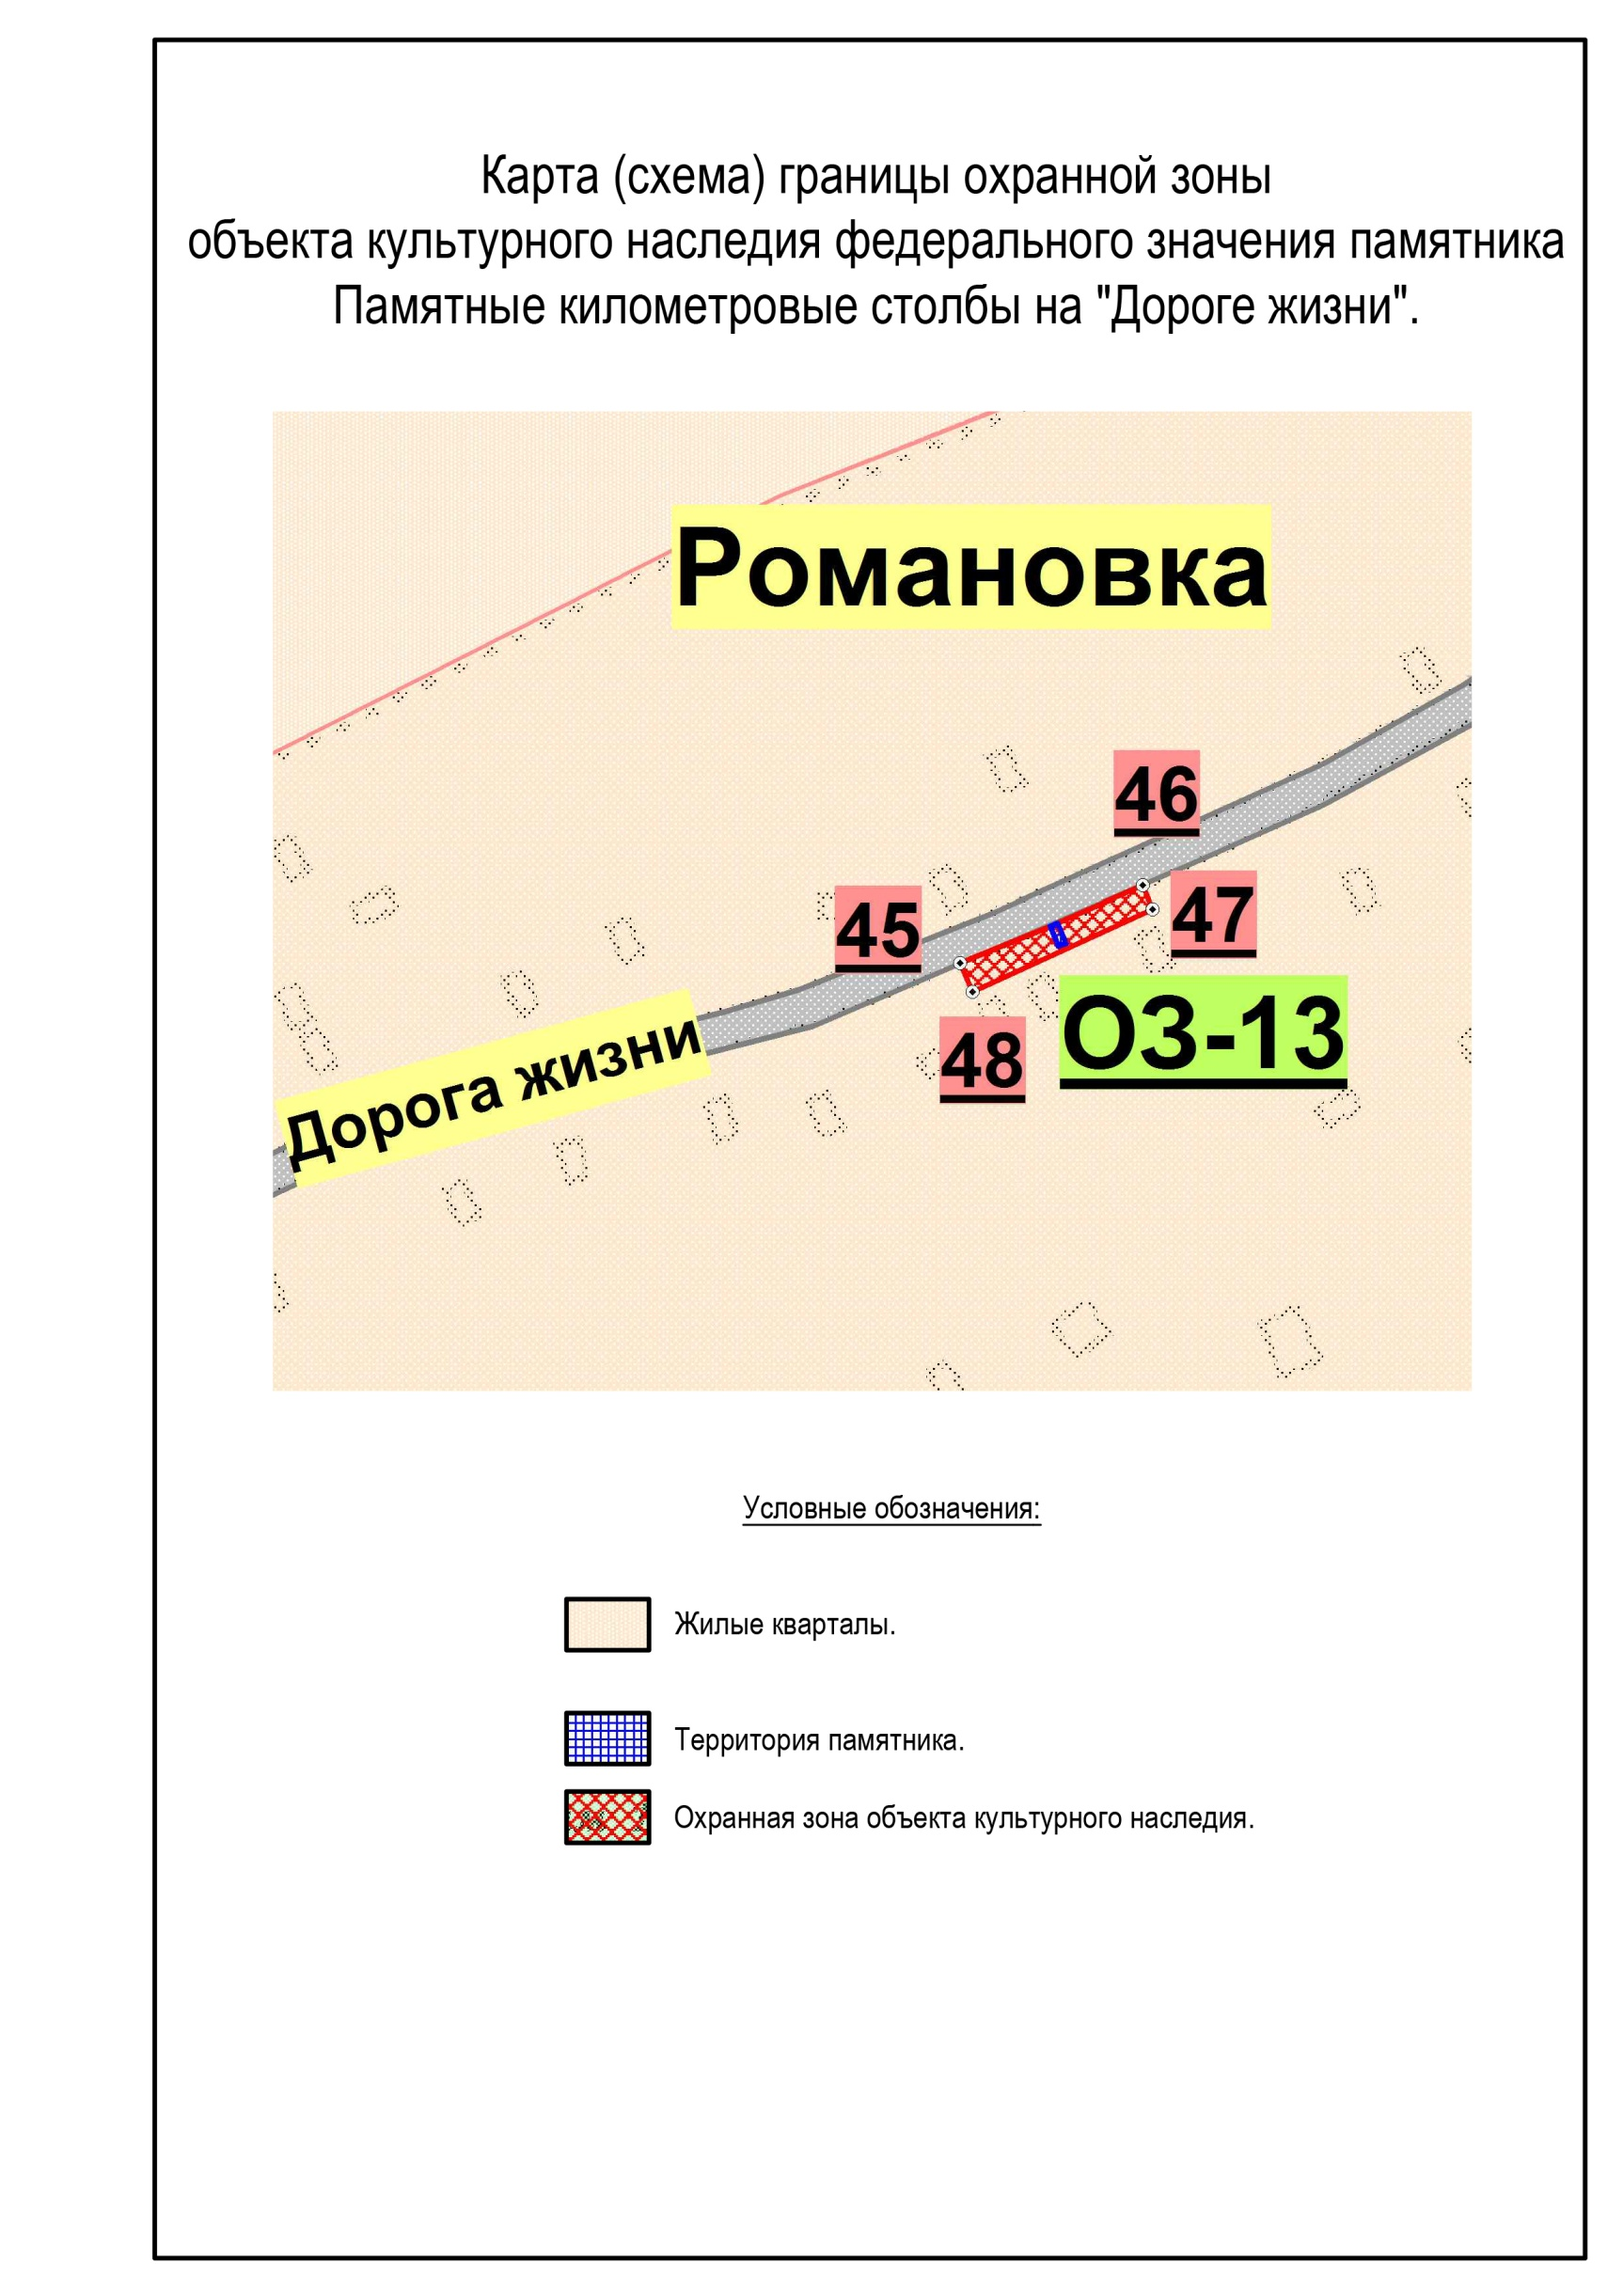 Карта (схема) границы охранной зоны
объекта культурного наследия федерального значения памятника
Памятные километровые столбы на "Дороге жизни".
Романовка
46
45
47
ОЗ-13
48
Дорога жизни
Условные обозначения:
Жилые кварталы.
Территория памятника.
Охранная зона объекта культурного наследия.